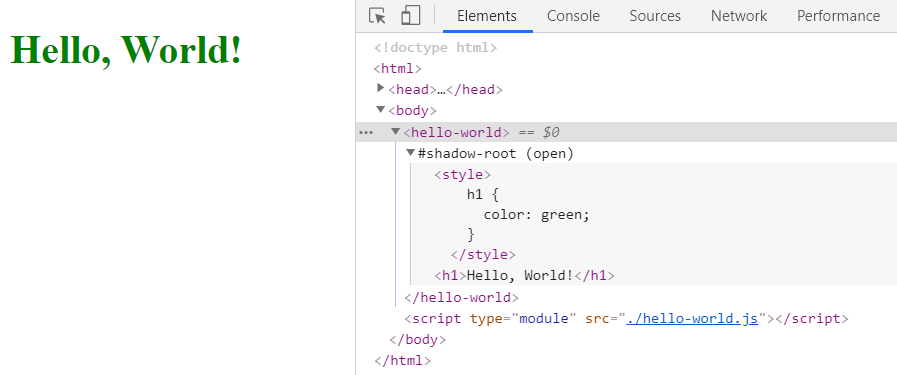 Hello, World!
Elements Console Sources Network Performance
<!doctype html>
<html>
<head>…</head>
<body>
… <hello-world> == $0
#shadow-root (open)
<style>
h1 {
color: green;
}
</style>
<h1>Hello, World!</h1>
</hello-world>
<script type="module" src="./hello-world.js"></script>
</body>
</html>